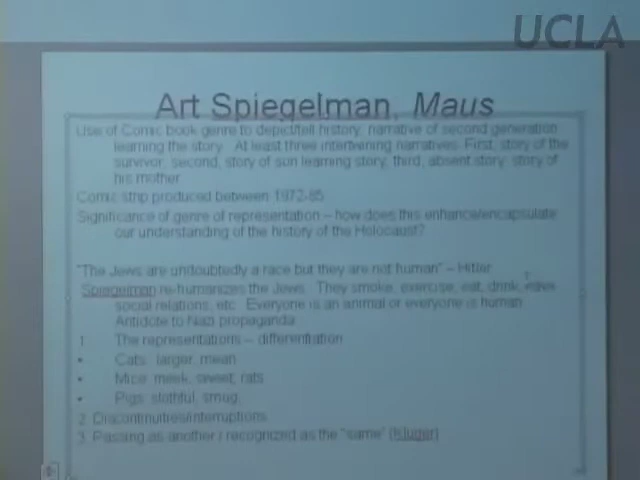 UCLA
Art Spiegelman, Maus
Use of Comic book genre to depict/tell history; narrative of second generation
learning the story. At least three intertwining narratives. First, story of the
survivor; second, story of son learning story; third, absent story: story of
his mother
Comic strip produced between 1972-85
Significance of genre of representation – how does this enhance/encapsulate
our understanding of the history of the Holocaust?
"The Jews are undoubtedly a race but they are not human" – Hitler
Spiegelman re-humanizes the Jews. They smoke, exercise, eat, drink, have
social relations, etc. Everyone is an animal or everyone is human.
Antidote to Nazi propaganda
1. The representations – differentiation
• Cats: larger, mean
• Mice: meek, sweet, rats
• Pigs: slothful, smug,
2. Discontinuities/interruptions
3. Passing as another / recognized as the "same" (Kluger)